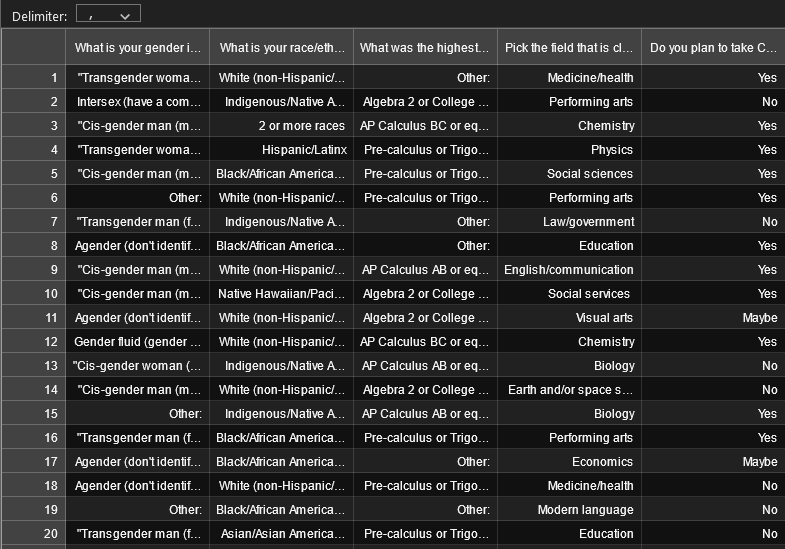 Delimiter: ,
What is your gender i... What is your race/eth... What was the highest... Pick the field that is cl... Do you plan to take C...
1 "Transgender woma... White (non-Hispanic/... Other: Medicine/health Yes
2 Intersex (have a com... Indigenous/Native A... Algebra 2 or College ... Performing arts No
3 "Cis-gender man (m... 2 or more races AP Calculus BC or eq... Chemistry Yes
4 "Transgender woma... Hispanic/Latinx Pre-calculus or Trigo... Physics Yes
5 "Cis-gender man (m... Black/African America... Pre-calculus or Trigo... Social sciences Yes
6 Other: White (non-Hispanic/... Pre-calculus or Trigo... Performing arts Yes
7 "Transgender man (f... Indigenous/Native A... Other: Law/government No
8 Agender (don't identif... Black/African America... Other: Education Yes
9 "Cis-gender man (m... White (non-Hispanic/... AP Calculus AB or eq... English/communication Yes
10 "Cis-gender man (m... Native Hawaiian/Paci... Algebra 2 or College ... Social services Yes
11 Agender (don't identif... White (non-Hispanic/... Algebra 2 or College ... Visual arts Maybe
12 Gender fluid (gender ... White (non-Hispanic/... AP Calculus BC or eq... Chemistry Yes
13 "Cis-gender woman (... Indigenous/Native A... AP Calculus AB or eq... Biology No
14 "Cis-gender man (m... White (non-Hispanic/... Algebra 2 or College ... Earth and/or space s... No
15 Other: Indigenous/Native A... AP Calculus AB or eq... Biology Yes
16 "Transgender man (f... Black/African America... Pre-calculus or Trigo... Performing arts Yes
17 Agender (don't identif... Black/African America... Other: Economics Maybe
18 Agender (don't identif... White (non-Hispanic/... Pre-calculus or Trigo... Medicine/health No
19 Other: Black/African America... Other: Modern language No
20 "Transgender man (f... Asian/Asian American... Pre-calculus or Trigo... Education No